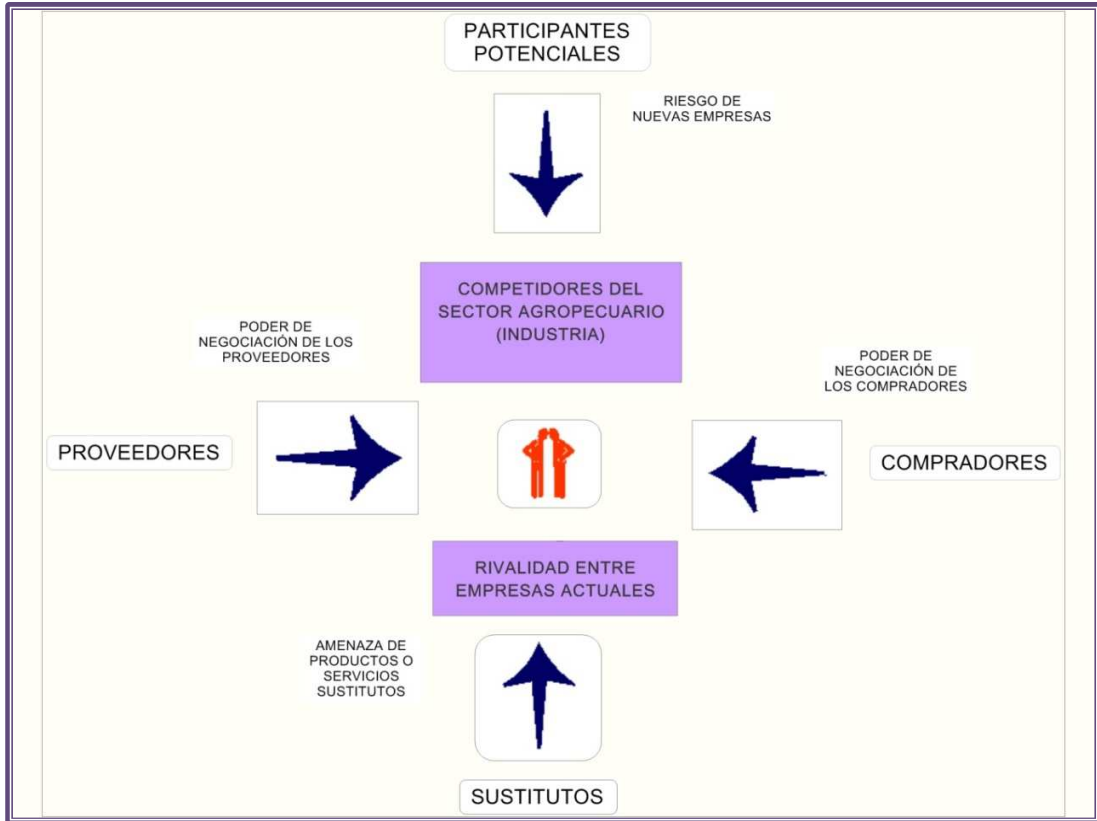 PARTICIPANTES
POTENCIALES
RIESGO DE
NUEVAS EMPRESAS
COMPETIDORES DEL
SECTOR AGROPECUARIO
(INDUSTRIA)
PODER DE
NEGOCIACIÓN DE LOS
PROVEEDORES
PODER DE
NEGOCIACIÓN DE
LOS COMPRADORES
PROVEEDORES
COMPRADORES
RIVALIDAD ENTRE
EMPRESAS ACTUALES
AMENAZA DE
PRODUCTOS O
SERVICIOS
SUSTITUTOS
SUSTITUTOS